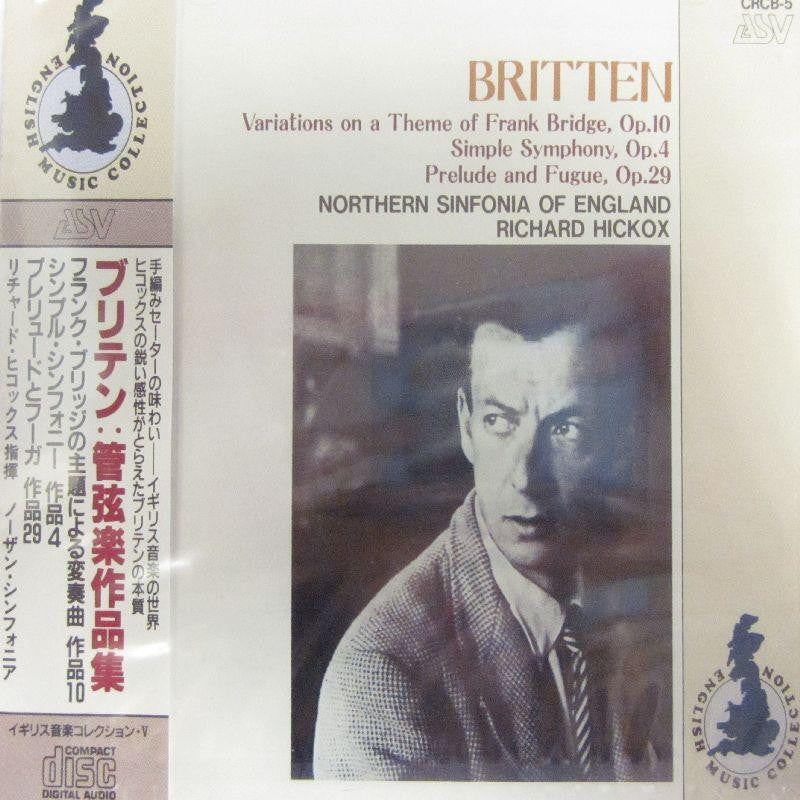 ENGLISH MUSIC COLLECTION
ASV
手編みセーターの味わい——イギリス音楽の世界
ヒコックスの鋭い感性がとらえたブリテンの本質
ブリテン:管弦楽作品集
フランク・ブリッジの主題による変奏曲 作品10
シンプル・シンフォニー 作品4
プレリュードとフーガ 作品29
リチャード・ヒコックス指揮 ノーザン・シンフォニア
イギリス音楽コレクション・V
COMPACT
disc
DIGITAL AUDIO
CRCB-5
ASV
BRITTEN
Variations on a Theme of Frank Bridge, Op.10
Simple Symphony, Op.4
Prelude and Fugue, Op.29
NORTHERN SINFONIA OF ENGLAND
RICHARD HICKOX
ENGLISH MUSIC COLLECTION